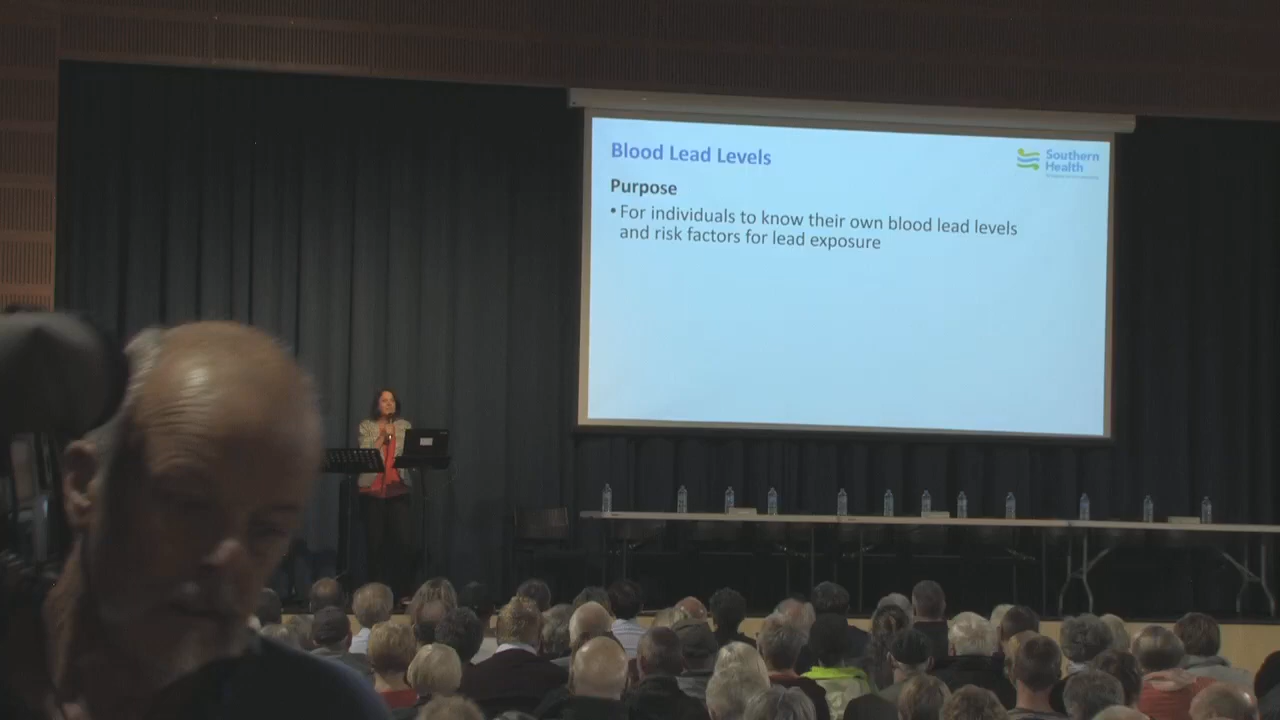 Blood Lead Levels
Southern
Health
Purpose
• For individuals to know their own blood lead levels
and risk factors for lead exposure